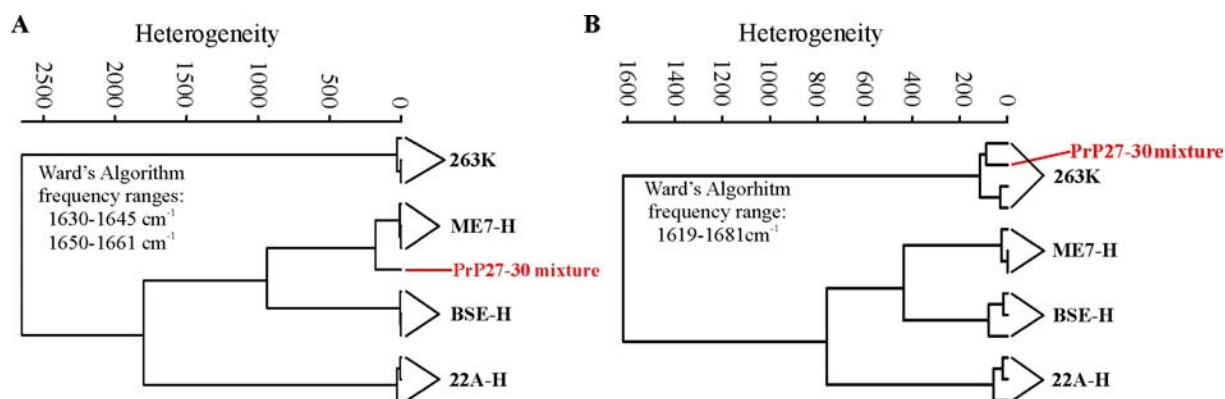 A
Heterogeneity
2500
2000
1500
1000
500
0
Ward's Algorithm
frequency ranges:
1630-1645 cm⁻¹
1650-1661 cm⁻¹
263K
ME7-H
PrP27-30 mixture
BSE-H
22A-H
B
Heterogeneity
1600
1400
1200
1000
800
600
400
200
0
Ward's Algorhitm
frequency range:
1619-1681cm⁻¹
PrP27-30 mixture
263K
ME7-H
BSE-H
22A-H